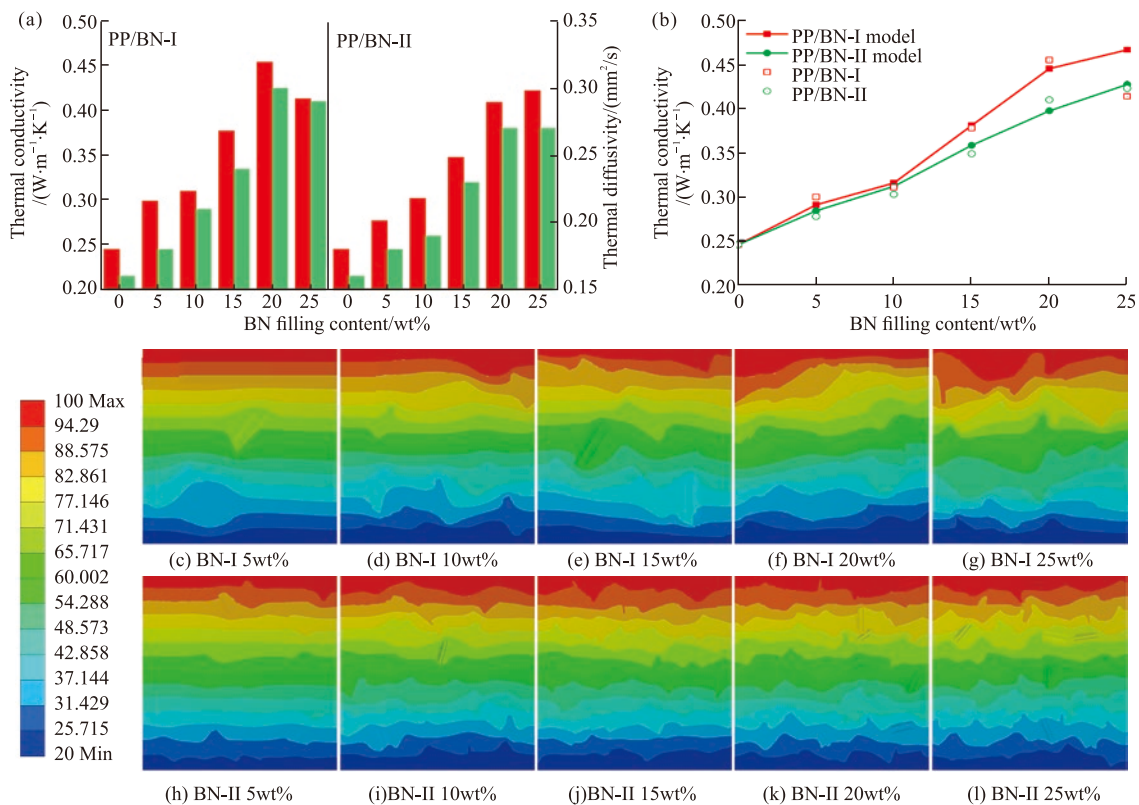 (a)
PP/BN-I
PP/BN-II
Thermal conductivity
/(W·m⁻¹·K⁻¹)
0.50
0.45
0.40
0.35
0.30
0.25
0.20
0 5 10 15 20 25 0 5 10 15 20 25
BN filling content/wt%
0.35
0.30
0.25
0.20
0.15
Thermal diffusivity/(mm²/s)
(b)
PP/BN-I model
PP/BN-II model
PP/BN-I
PP/BN-II
Thermal conductivity
/(W·m⁻¹·K⁻¹)
0.50
0.45
0.40
0.35
0.30
0.25
0.20
0 5 10 15 20 25
BN filling content/wt%
100 Max
94.29
88.575
82.861
77.146
71.431
65.717
60.002
54.288
48.573
42.858
37.144
31.429
25.715
20 Min
(c) BN-I 5wt% (d) BN-I 10wt% (e) BN-I 15wt% (f) BN-I 20wt% (g) BN-I 25wt%
(h) BN-II 5wt% (i)BN-II 10wt% (j)BN-II 15wt% (k) BN-II 20wt% (l) BN-II 25wt%